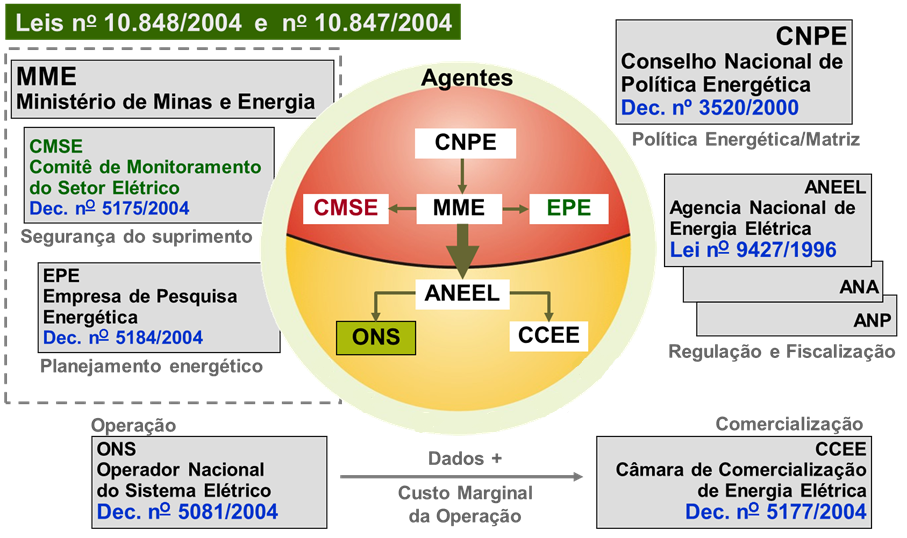 Leis nº 10.848/2004 e nº 10.847/2004
MME
Ministério de Minas e Energia
CMSE
Comitê de Monitoramento
do Setor Elétrico
Dec. nº 5175/2004
Segurança do suprimento
EPE
Empresa de Pesquisa
Energética
Dec. nº 5184/2004
Planejamento energético
Agentes
CNPE
CMSE
MME
EPE
ANEEL
ONS
CCEE
CNPE
Conselho Nacional de
Política Energética
Dec. nº 3520/2000
Política Energética/Matriz
ANEEL
Agencia Nacional de
Energia Elétrica
Lei nº 9427/1996
ANA
ANP
Regulação e Fiscalização
Operação
ONS
Operador Nacional
do Sistema Elétrico
Dec. nº 5081/2004
Dados +
Custo Marginal
da Operação
Comercialização
CCEE
Câmara de Comercialização
de Energia Elétrica
Dec. nº 5177/2004